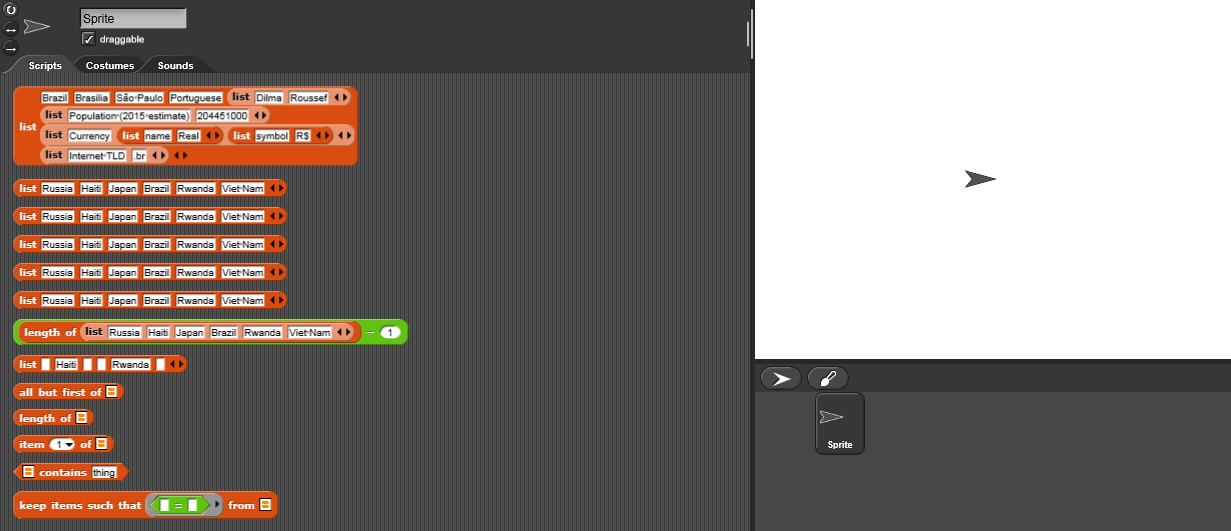 Sprite
draggable
Scripts Costumes Sounds
Brazil Brasilia São Paulo Portuguese list Dilma Roussef
list Population (2015 estimate) 204451000
list
list Currency list name Real list symbol R$
list Internet TLD .br
list Russia Haiti Japan Brazil Rwanda Viet Nam
list Russia Haiti Japan Brazil Rwanda Viet Nam
list Russia Haiti Japan Brazil Rwanda Viet Nam
list Russia Haiti Japan Brazil Rwanda Viet Nam
list Russia Haiti Japan Brazil Rwanda Viet Nam
length of list Russia Haiti Japan Brazil Rwanda Viet Nam - 1
list Haiti Rwanda
all but first of
length of
item 1 of
contains thing
keep items such that = from
Sprite